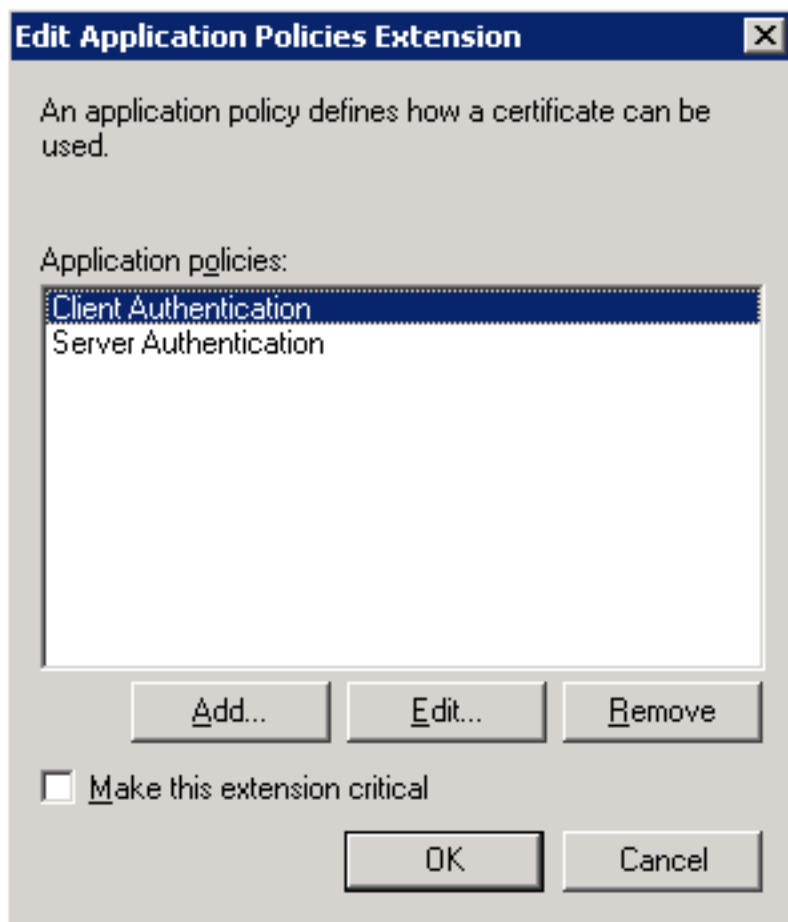 Edit Application Policies Extension
An application policy defines how a certificate can be
used.
Application policies:
Client Authentication
Server Authentication
Add... Edit... Remove
Make this extension critical
OK Cancel